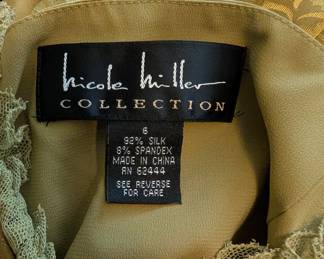 nicole miller
COLLECTION
6
92% SILK
8% SPANDEX
MADE IN CHINA
RN 62444
SEE REVERSE
FOR CARE